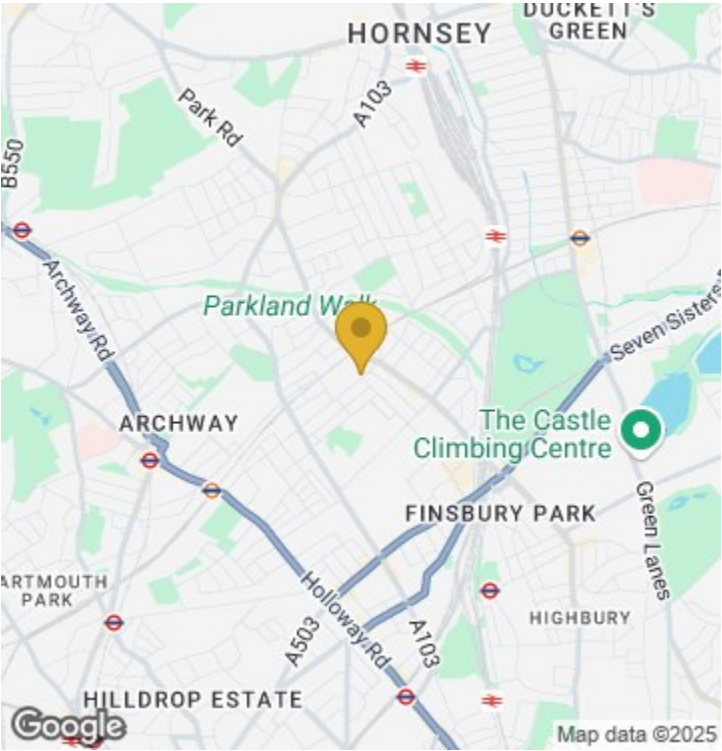 DUCKETT'S
GREEN
HORNSEY
A103
Park Rd
B550
Archway Rd
Parkland Walk
Seven Sisters
ARCHWAY
The Castle
Climbing Centre
FINSBURY PARK
Green Lanes
ARTMOUTH
PARK
Holloway Rd
A503
A103
HIGHBURY
HILLDROP ESTATE
Google
Map data ©2025